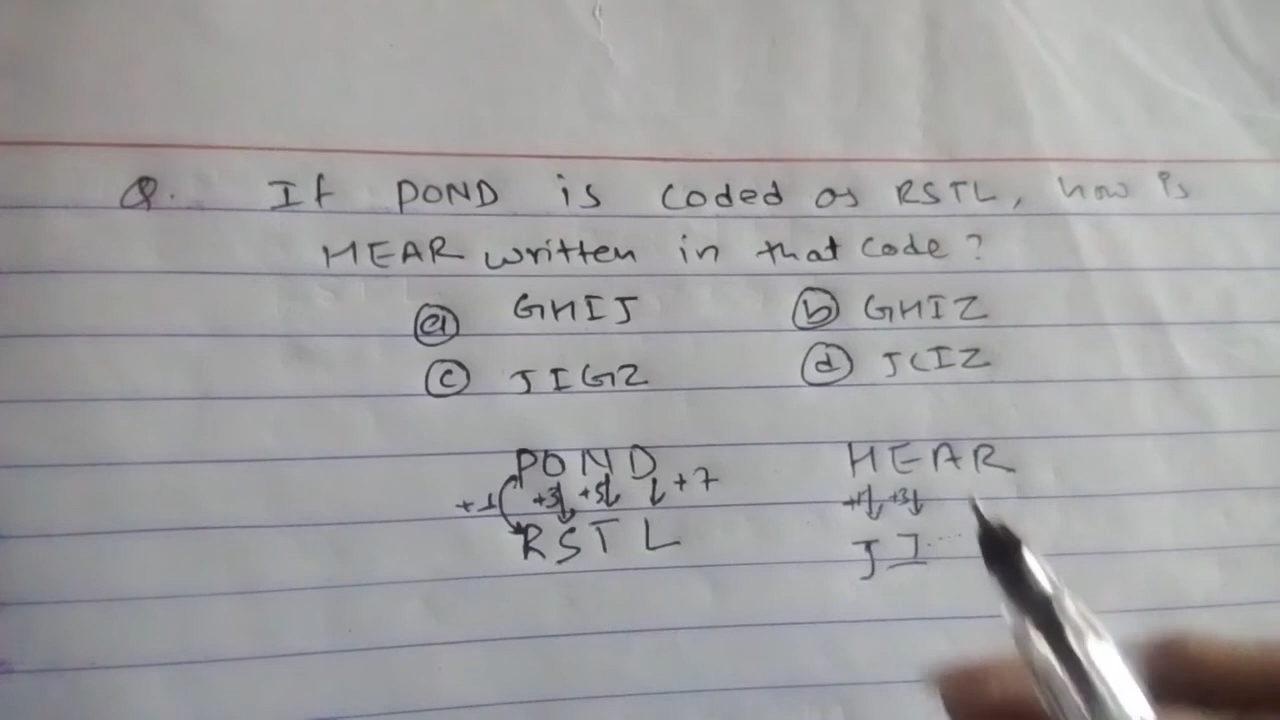 Q. If POND is coded as RSTL, how is
HEAR written in that code?
(a) GHIJ (b) GHIZ
(c) JIGZ (d) JCIZ
POND HEAR
+1 +3 +5 +7 +1 +3
RSTL JI....